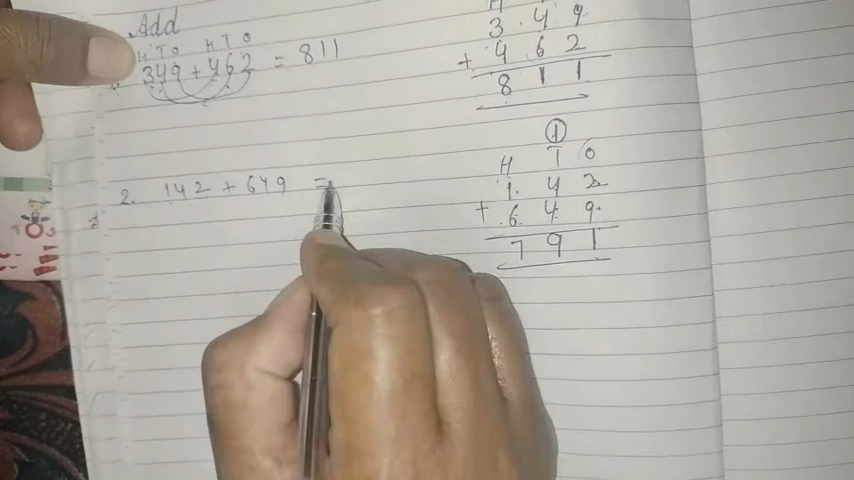 Add
H T O H T O
349 + 462 = 811
2. 142 + 649 =
3 4 9
+ 4 6 2
8 1 1
1
H T O
1 4 2
+ 6 4 9
7 9 1